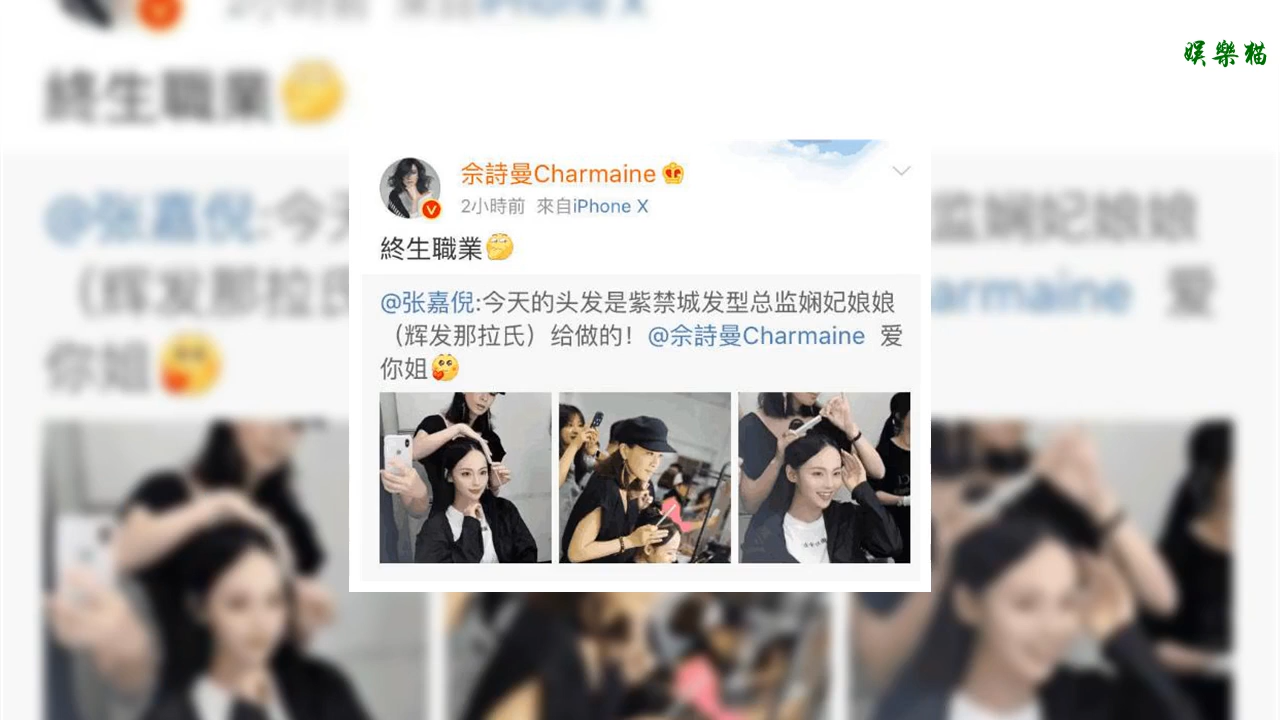 娱樂猫
佘詩曼Charmaine
2小時前 來自iPhone X
終生職業
@张嘉倪:今天的头发是紫禁城发型总监娴妃娘娘
（辉发那拉氏）给做的！@佘詩曼Charmaine 爱
你姐